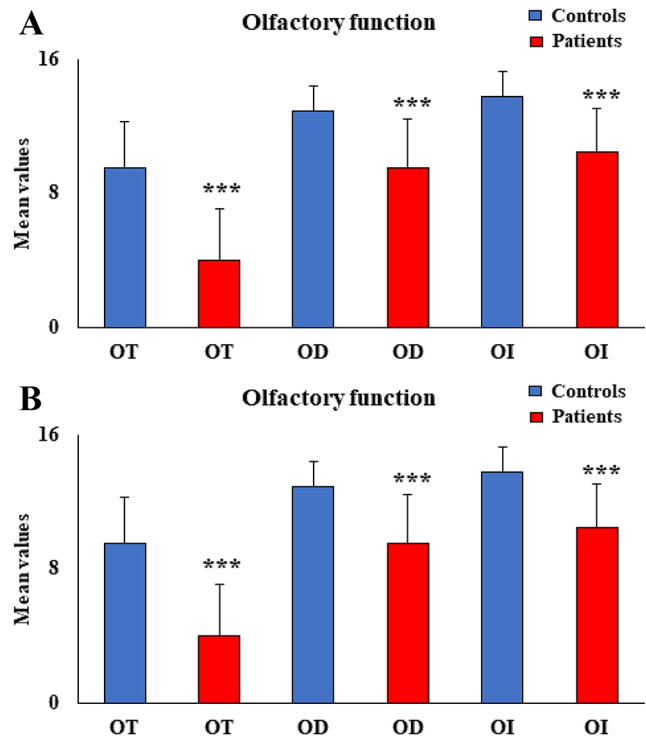 A
Olfactory function
Controls
Patients
16
8
0
Mean values
***
***
***
OT OT OD OD OI OI
B
Olfactory function
Controls
Patients
16
8
0
Mean values
***
***
***
OT OT OD OD OI OI